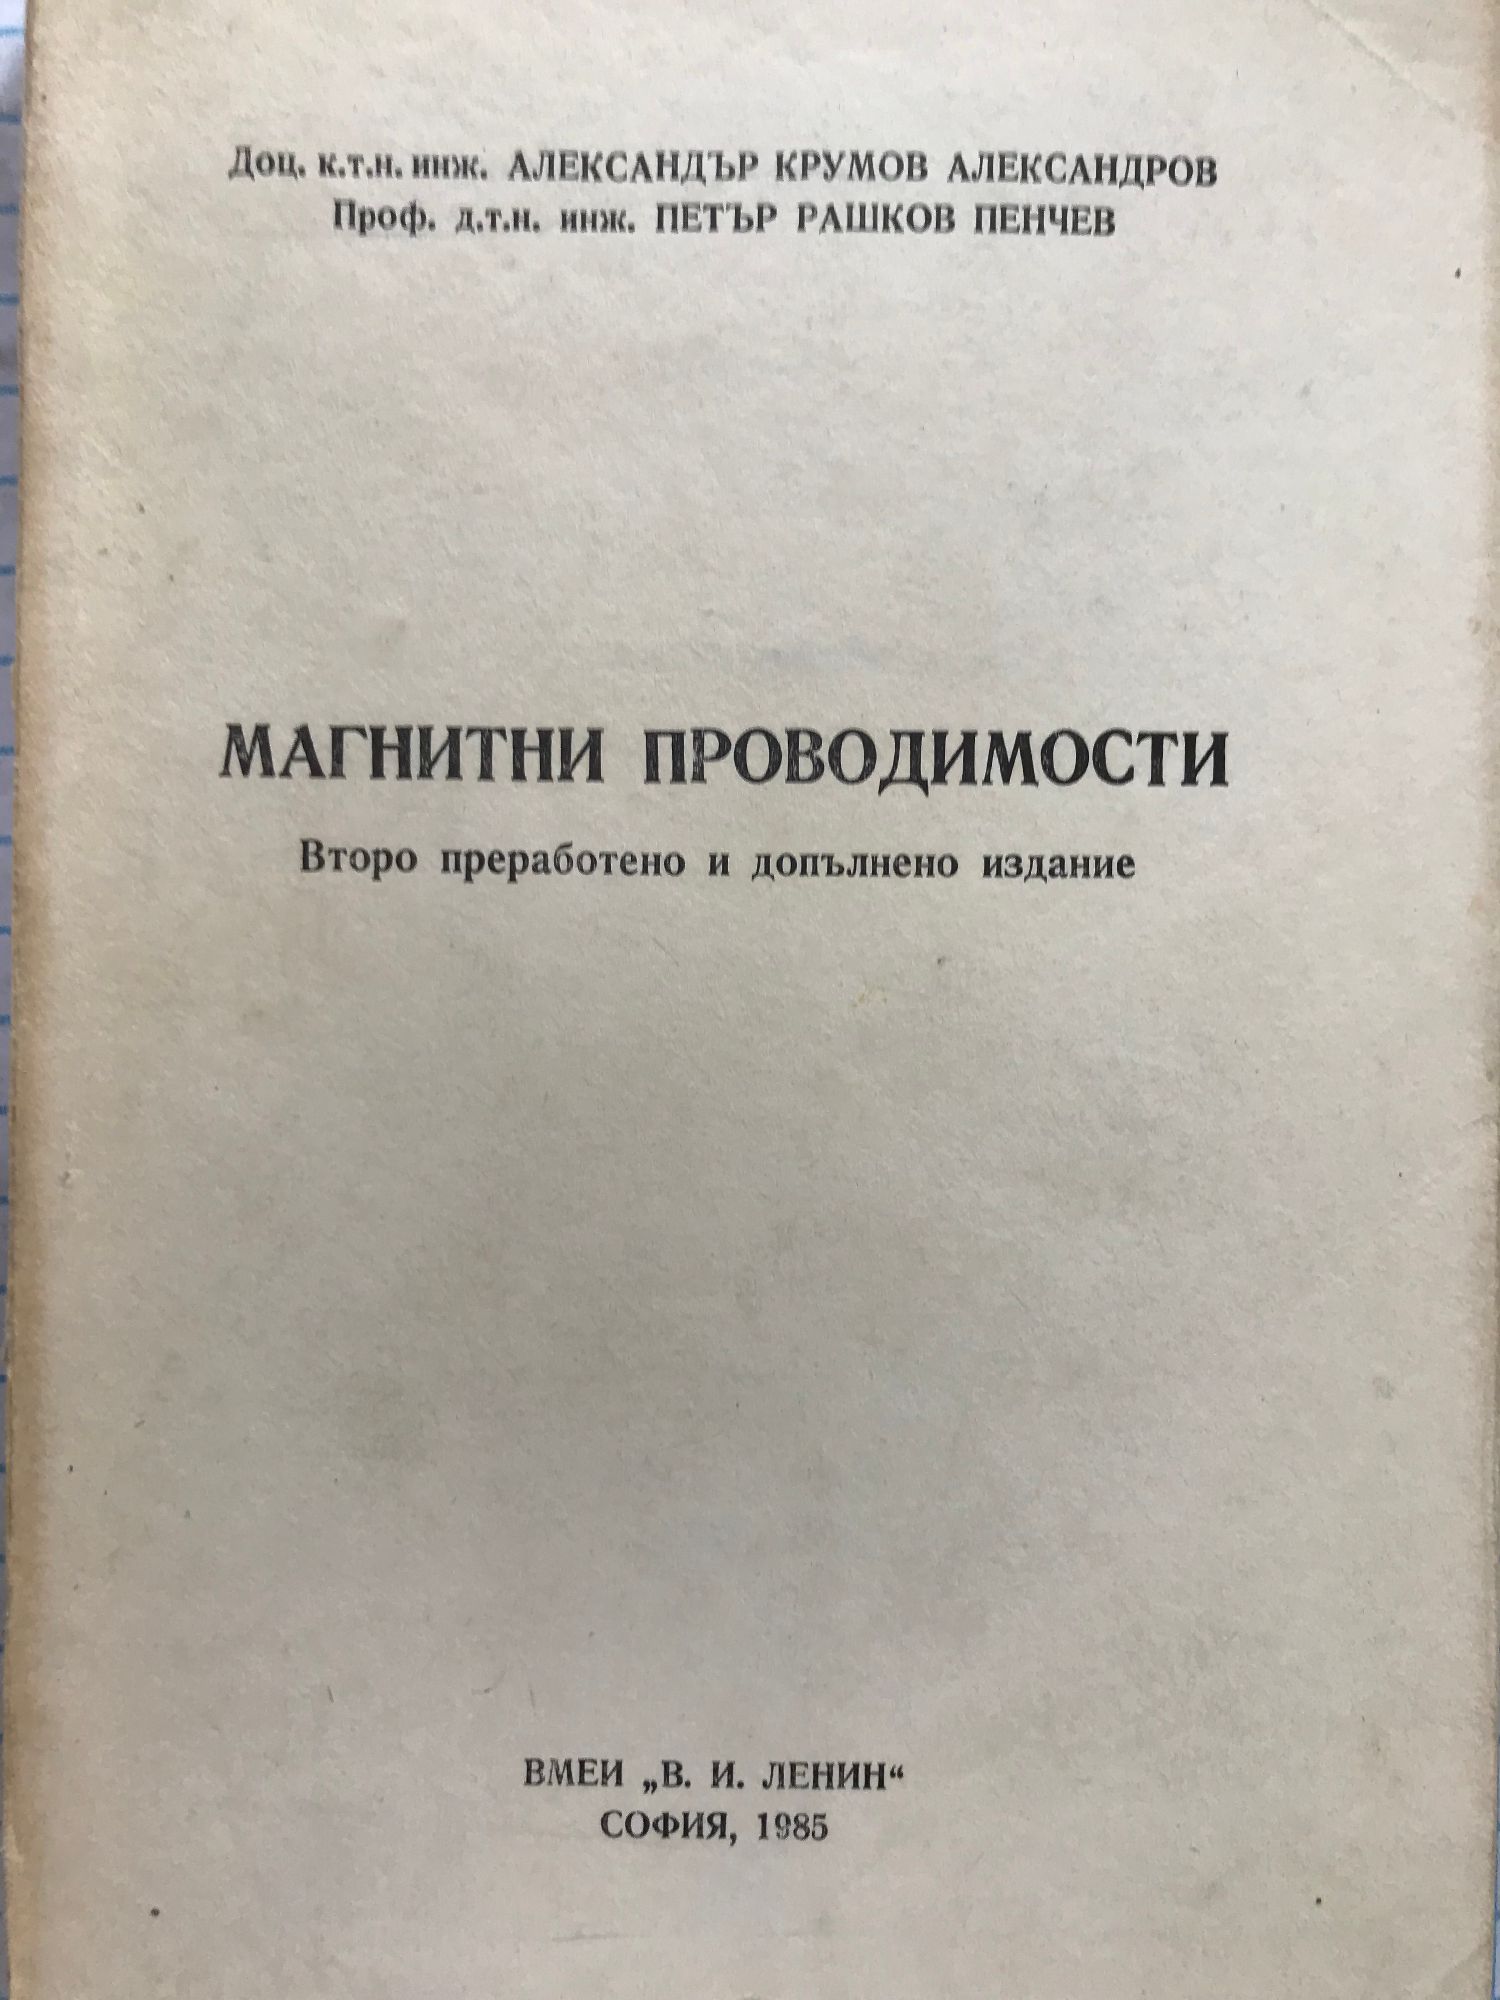 Доц. к.т.н. инж. АЛЕКСАНДЪР КРУМОВ АЛЕКСАНДРОВ
Проф. д.т.н. инж. ПЕТЪР РАШКОВ ПЕНЧЕВ
МАГНИТНИ ПРОВОДИМОСТИ
Второ преработено и допълнено издание
ВМЕИ „В. И. ЛЕНИН“
СОФИЯ, 1985